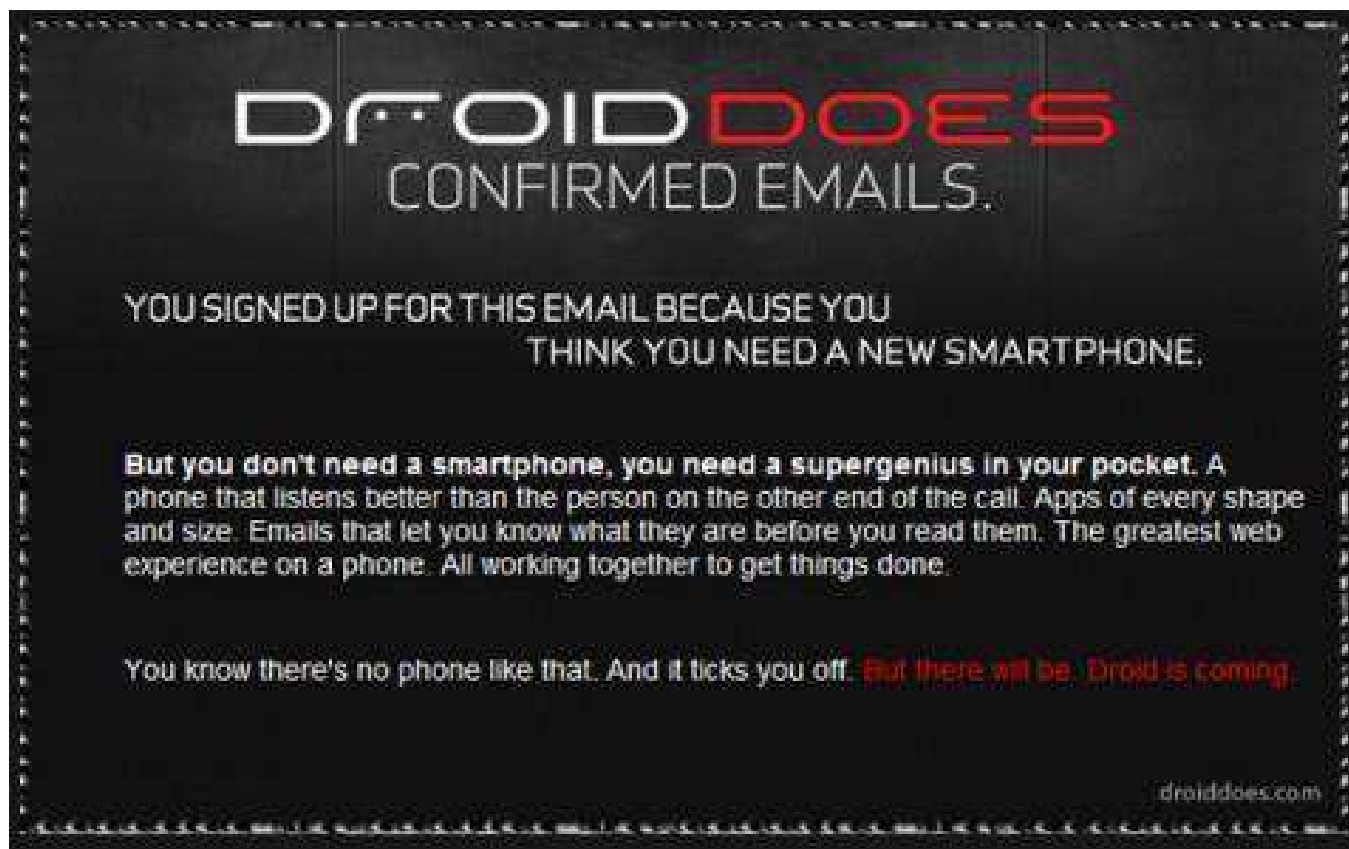 DROID DOES
CONFIRMED EMAILS.
YOU SIGNED UP FOR THIS EMAIL BECAUSE YOU
THINK YOU NEED A NEW SMARTPHONE.
But you don't need a smartphone, you need a supergenius in your pocket. A
phone that listens better than the person on the other end of the call. Apps of every shape
and size. Emails that let you know what they are before you read them. The greatest web
experience on a phone. All working together to get things done.
You know there's no phone like that. And it ticks you off. But there will be. Droid is coming.
droiddoes.com